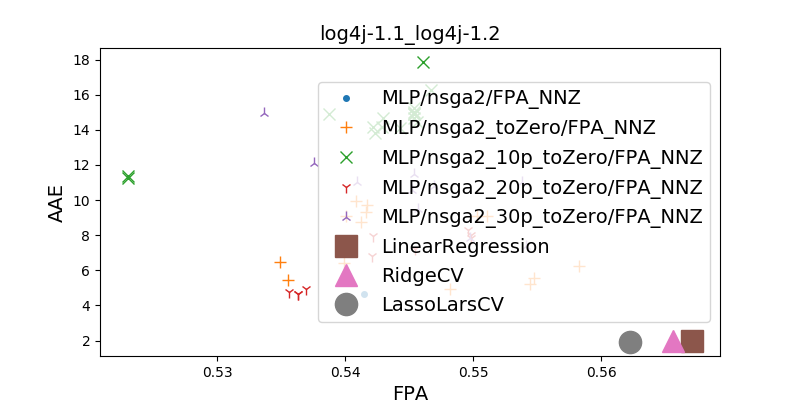 log4j-1.1_log4j-1.2
AAE
18
16
14
12
10
8
6
4
2
MLP/nsga2/FPA_NNZ
MLP/nsga2_toZero/FPA_NNZ
MLP/nsga2_10p_toZero/FPA_NNZ
MLP/nsga2_20p_toZero/FPA_NNZ
MLP/nsga2_30p_toZero/FPA_NNZ
LinearRegression
RidgeCV
LassoLarsCV
0.53 0.54 0.55 0.56
FPA